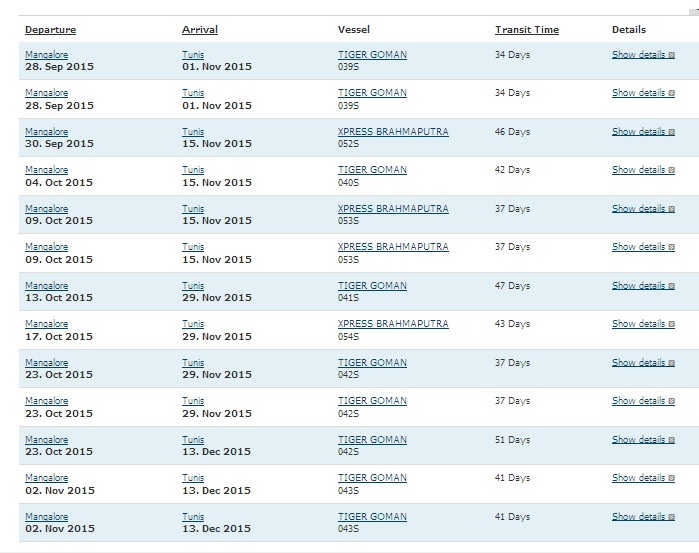 Departure Arrival Vessel Transit Time Details
Mangalore Tunis TIGER GOMAN 34 Days Show details
28. Sep 2015 01. Nov 2015 039S
Mangalore Tunis TIGER GOMAN 34 Days Show details
28. Sep 2015 01. Nov 2015 039S
Mangalore Tunis XPRESS BRAHMAPUTRA 46 Days Show details
30. Sep 2015 15. Nov 2015 052S
Mangalore Tunis TIGER GOMAN 42 Days Show details
04. Oct 2015 15. Nov 2015 040S
Mangalore Tunis XPRESS BRAHMAPUTRA 37 Days Show details
09. Oct 2015 15. Nov 2015 053S
Mangalore Tunis XPRESS BRAHMAPUTRA 37 Days Show details
09. Oct 2015 15. Nov 2015 053S
Mangalore Tunis TIGER GOMAN 47 Days Show details
13. Oct 2015 29. Nov 2015 041S
Mangalore Tunis XPRESS BRAHMAPUTRA 43 Days Show details
17. Oct 2015 29. Nov 2015 054S
Mangalore Tunis TIGER GOMAN 37 Days Show details
23. Oct 2015 29. Nov 2015 042S
Mangalore Tunis TIGER GOMAN 37 Days Show details
23. Oct 2015 29. Nov 2015 042S
Mangalore Tunis TIGER GOMAN 51 Days Show details
23. Oct 2015 13. Dec 2015 042S
Mangalore Tunis TIGER GOMAN 41 Days Show details
02. Nov 2015 13. Dec 2015 043S
Mangalore Tunis TIGER GOMAN 41 Days Show details
02. Nov 2015 13. Dec 2015 043S